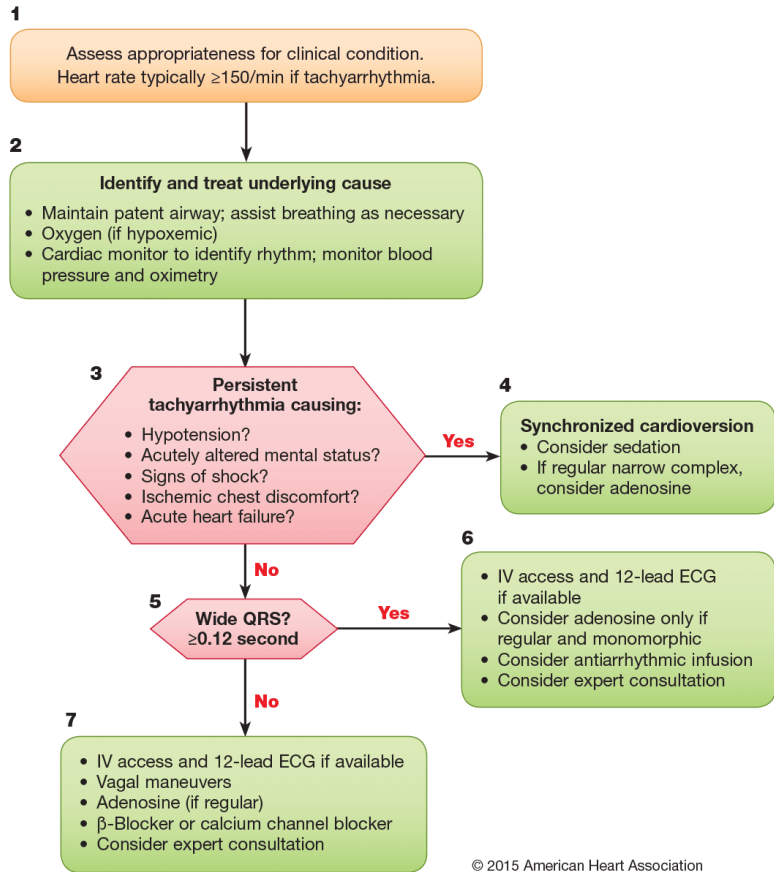 1
Assess appropriateness for clinical condition.
Heart rate typically ≥150/min if tachyarrhythmia.
2
Identify and treat underlying cause
• Maintain patent airway; assist breathing as necessary
• Oxygen (if hypoxemic)
• Cardiac monitor to identify rhythm; monitor blood
pressure and oximetry
3
Persistent
tachyarrhythmia causing:
• Hypotension?
• Acutely altered mental status?
• Signs of shock?
• Ischemic chest discomfort?
• Acute heart failure?
Yes
4
Synchronized cardioversion
• Consider sedation
• If regular narrow complex,
consider adenosine
No
5
Wide QRS?
≥0.12 second
Yes
6
• IV access and 12-lead ECG
if available
• Consider adenosine only if
regular and monomorphic
• Consider antiarrhythmic infusion
• Consider expert consultation
No
7
• IV access and 12-lead ECG if available
• Vagal maneuvers
• Adenosine (if regular)
• β-Blocker or calcium channel blocker
• Consider expert consultation
© 2015 American Heart Association